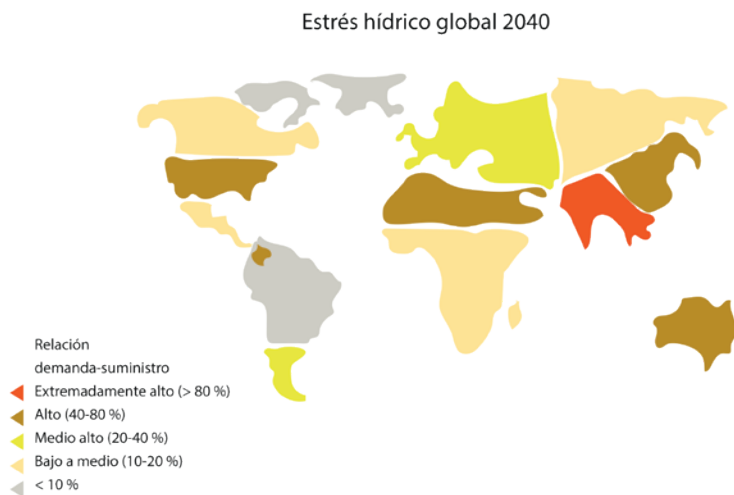 Estrés hídrico global 2040
Relación
demanda-suministro
Extremadamente alto (> 80 %)
Alto (40-80 %)
Medio alto (20-40 %)
Bajo a medio (10-20 %)
< 10 %